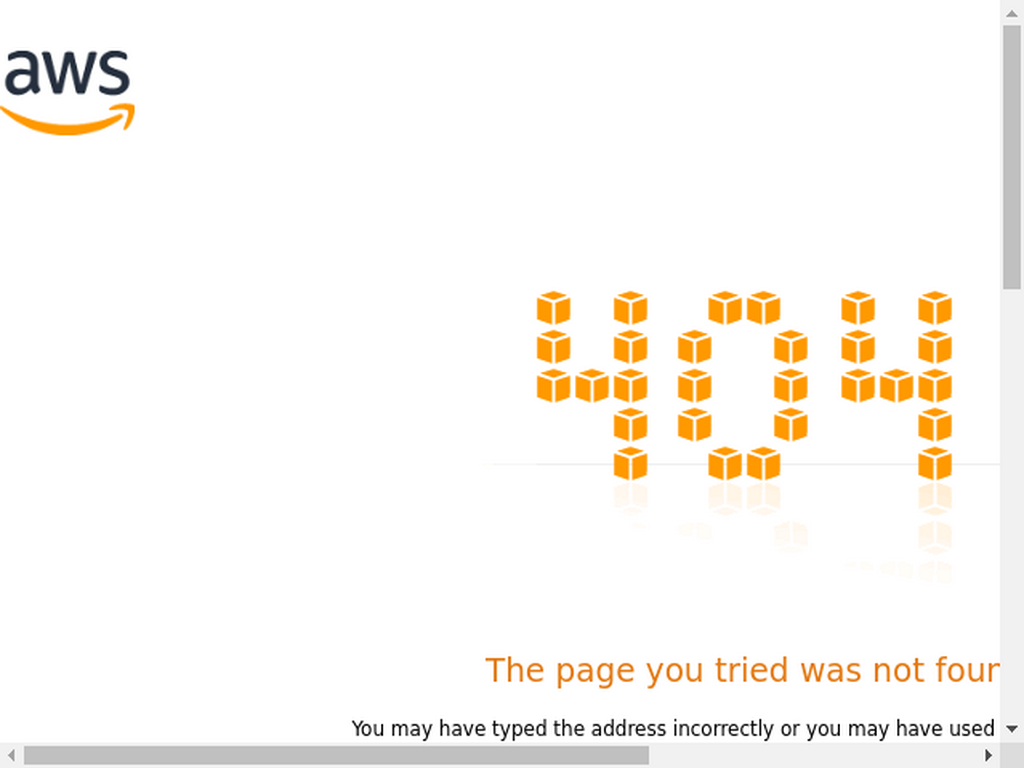 aws
404
The page you tried was not four
You may have typed the address incorrectly or you may have used